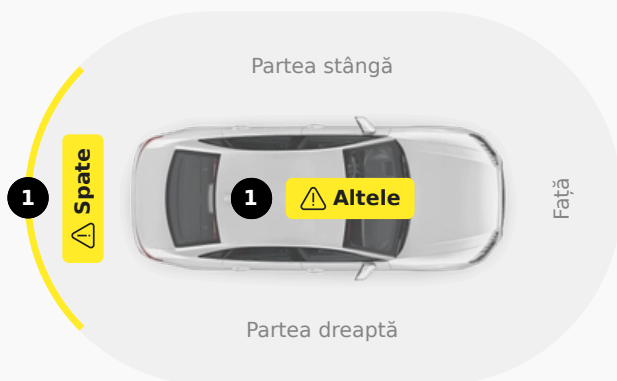 Partea stângă
1
Spate
1
Altele
Față
Partea dreaptă